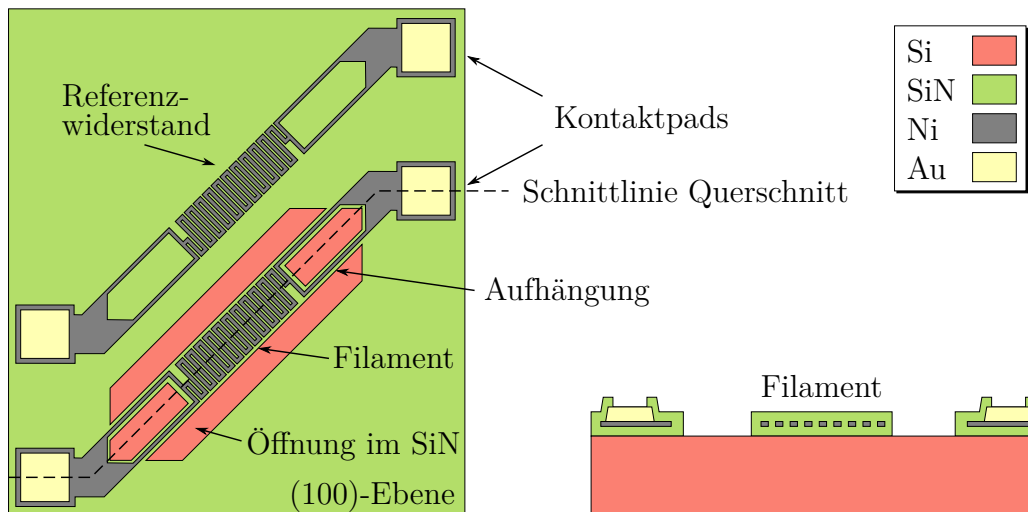 Referenz-
widerstand
Kontaktpads
Schnittlinie Querschnitt
Aufhängung
Filament
Öffnung im SiN
(100)-Ebene
Si
SiN
Ni
Au
Filament